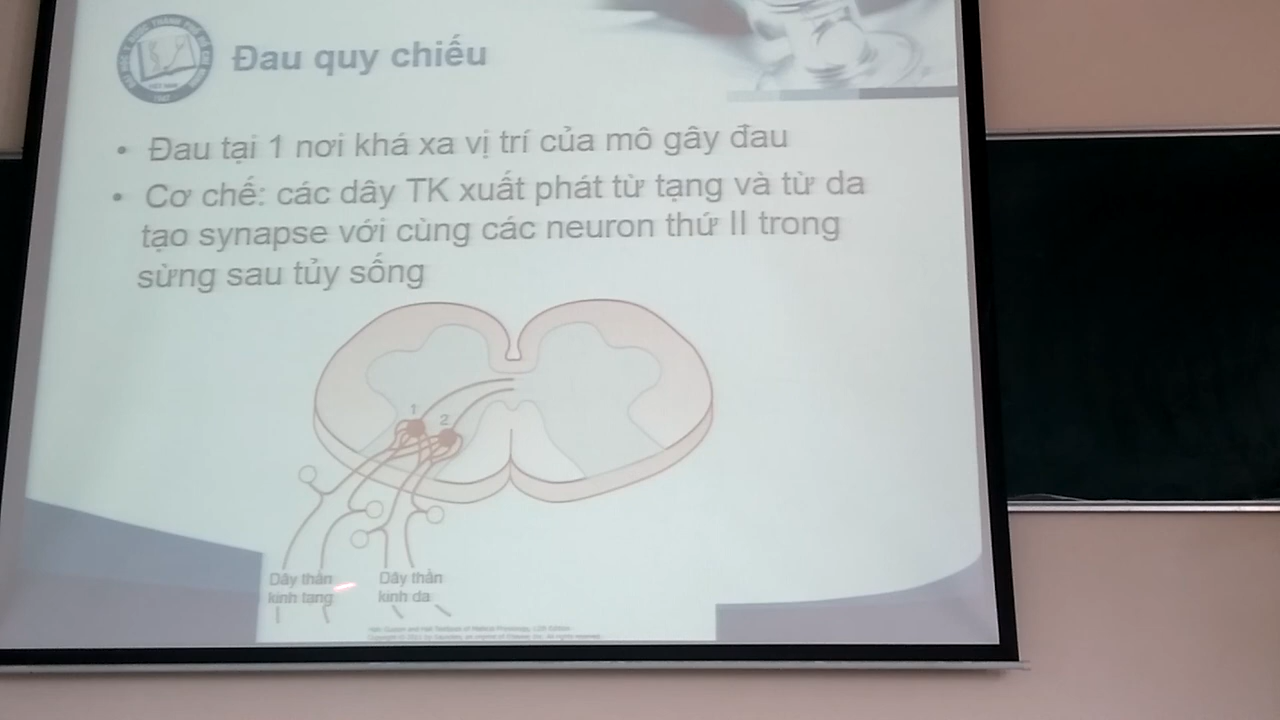 Đau quy chiếu
• Đau tại 1 nơi khá xa vị trí của mô gây đau
• Cơ chế: các dây TK xuất phát từ tạng và từ da
tạo synapse với cùng các neuron thứ II trong
sừng sau tủy sống
1
2
Dây thần
kinh tạng
Dây thần
kinh da